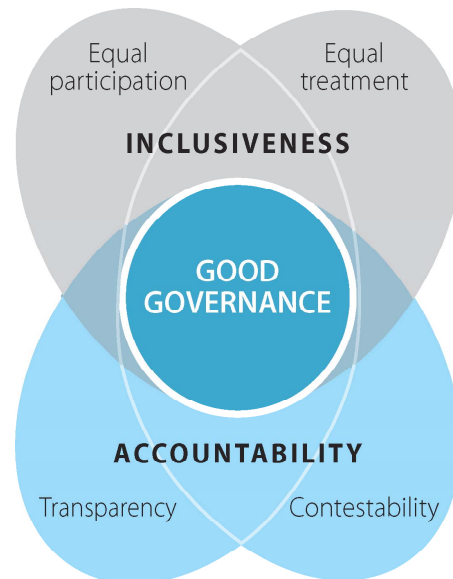 Equal
participation
Equal
treatment
INCLUSIVENESS
GOOD
GOVERNANCE
ACCOUNTABILITY
Transparency
Contestability